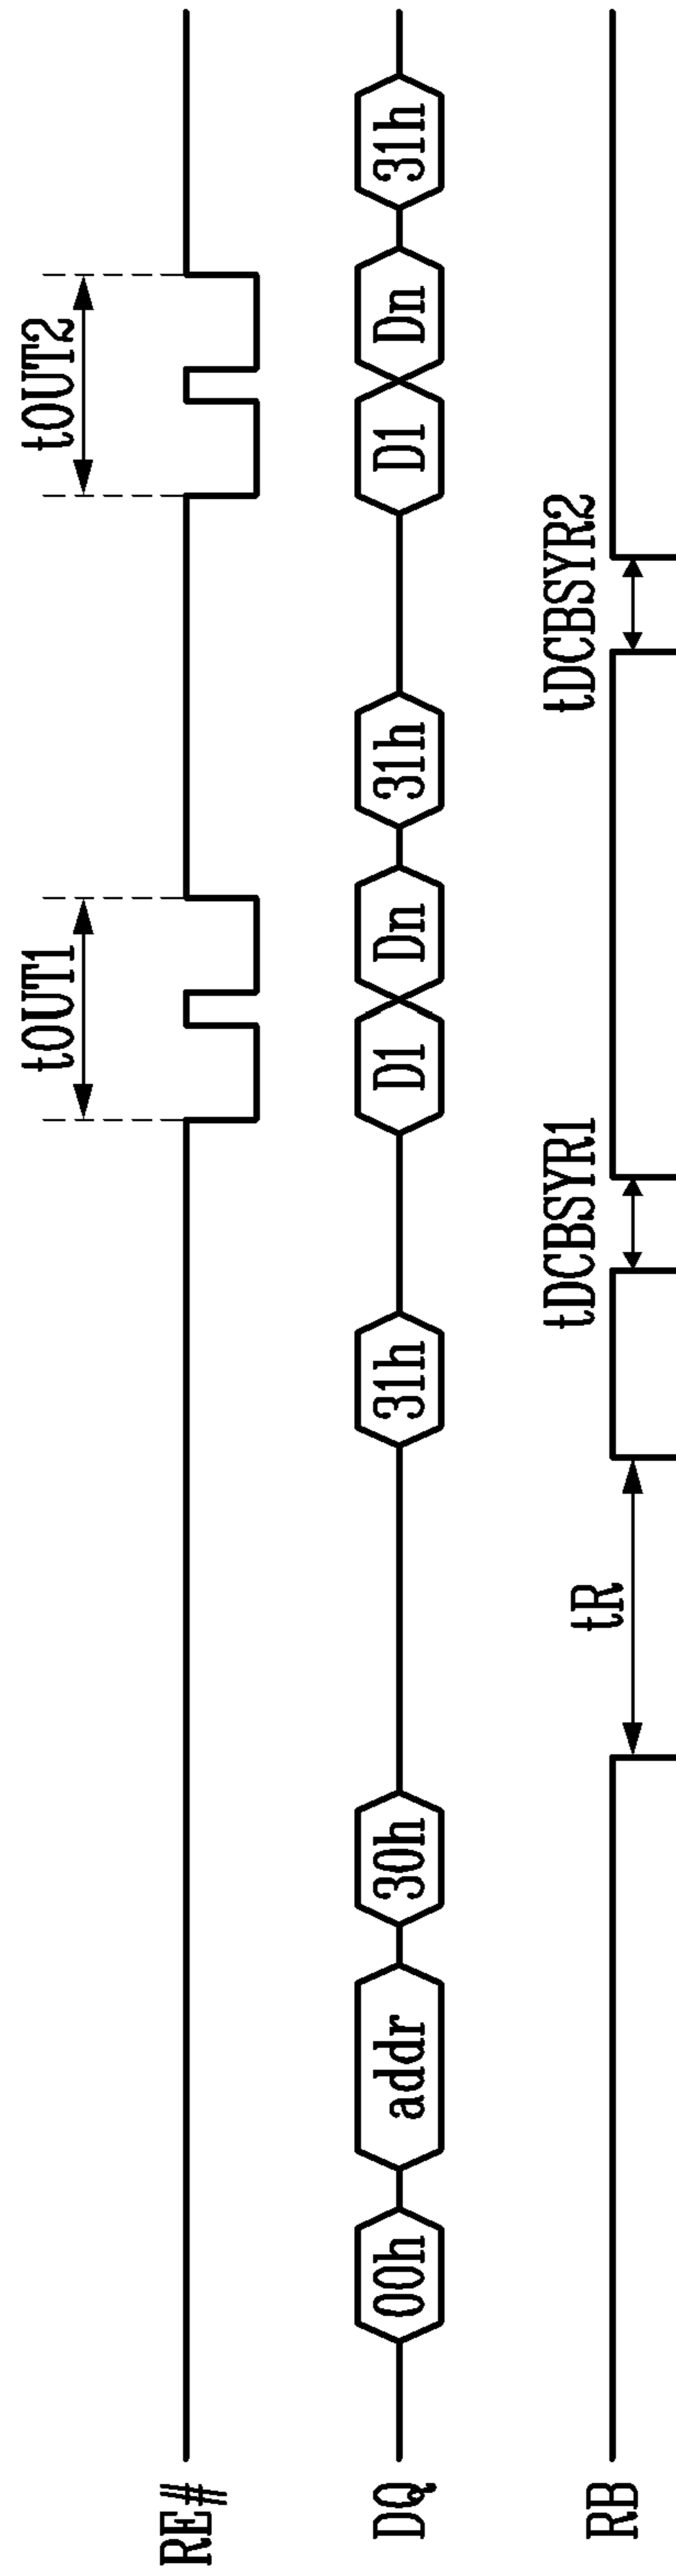 tOUT1
tOUT2
RE#
DQ
00h
addr
30h
31h
D1
Dn
31h
D1
Dn
31h
RB
tR
tDCBSYR1
tDCBSYR2